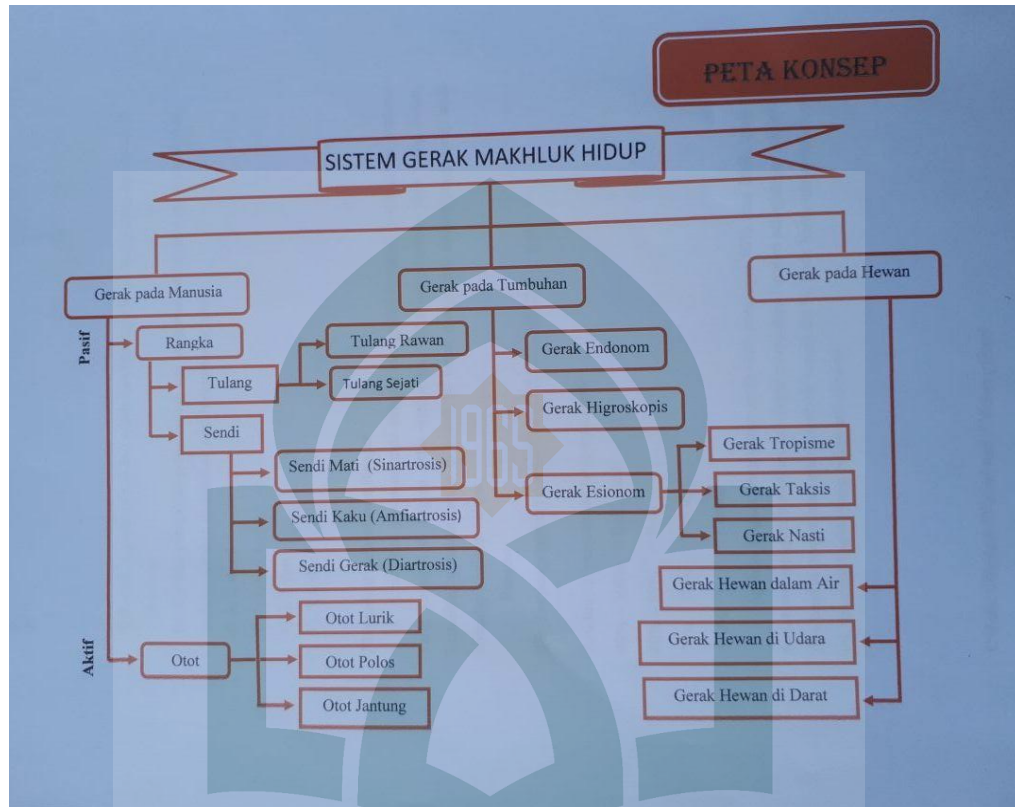 PETA KONSEP
SISTEM GERAK MAKHLUK HIDUP
Gerak pada Manusia
Gerak pada Tumbuhan
Gerak pada Hewan
Pasif
Rangka
Tulang
Tulang Rawan
Tulang Sejati
Sendi
Sendi Mati (Sinartrosis)
Sendi Kaku (Amfiartrosis)
Sendi Gerak (Diartrosis)
Aktif
Otot
Otot Lurik
Otot Polos
Otot Jantung
Gerak Endonom
Gerak Higroskopis
Gerak Esionom
Gerak Tropisme
Gerak Taksis
Gerak Nasti
Gerak Hewan dalam Air
Gerak Hewan di Udara
Gerak Hewan di Darat
1965